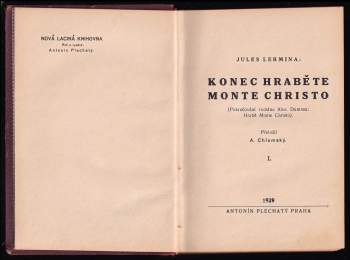 NOVÁ LACINÁ KNIHOVNA
Řídí a vydává
Antonín Plechatý
JULES LERMINA:
KONEC HRABĚTE
MONTE CHRISTO
(Pokračování románu Alex. Dumasa:
Hrabě Monte Christo).
Přeložil
A. Chlumský.
I.
1929
ANTONÍN PLECHATÝ PRAHA